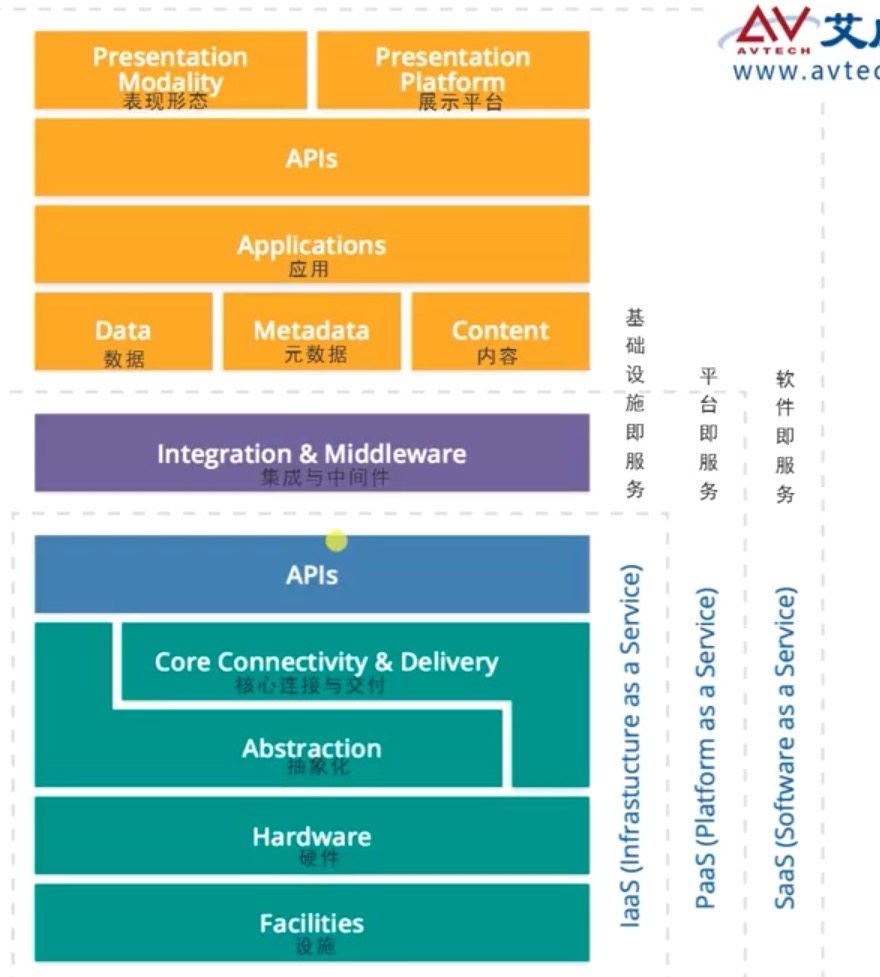 AVTECH 艾
www.avtec
Presentation
Modality
表现形态
Presentation
Platform
展示平台
APIs
Applications
应用
Data
数据
Metadata
元数据
Content
内容
Integration & Middleware
集成与中间件
APIs
Core Connectivity & Delivery
核心连接与交付
Abstraction
抽象化
Hardware
硬件
Facilities
设施
基础设施即服务
IaaS (Infrastucture as a Service)
平台即服务
PaaS (Platform as a Service)
软件即服务
SaaS (Software as a Service)